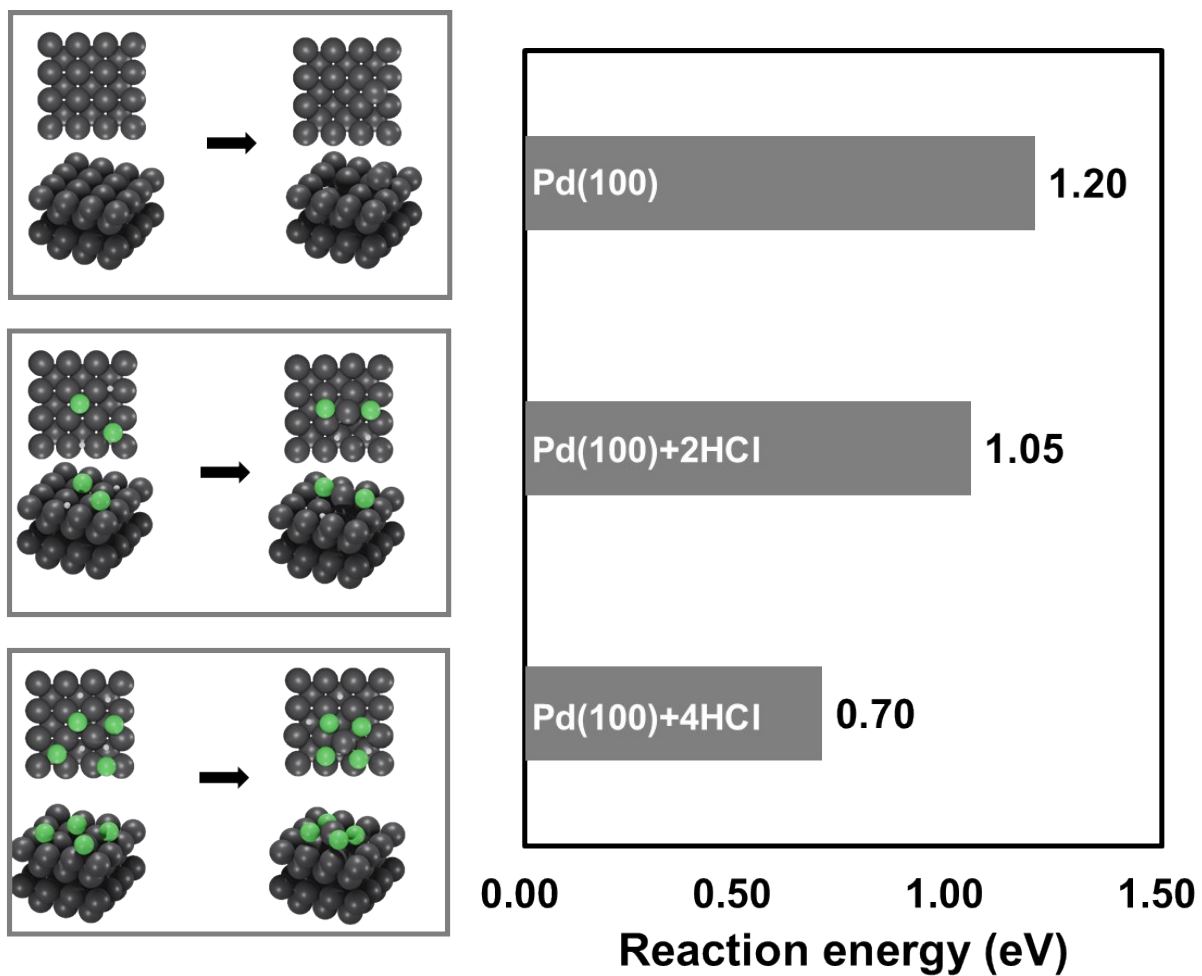 Pd(100)
1.20
Pd(100)+2HCl
1.05
Pd(100)+4HCl
0.70
0.00 0.50 1.00 1.50
Reaction energy (eV)